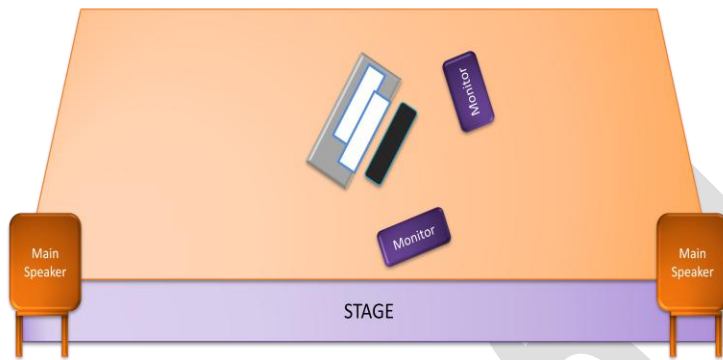 Monitor
Monitor
Main
Speaker
Main
Speaker
STAGE